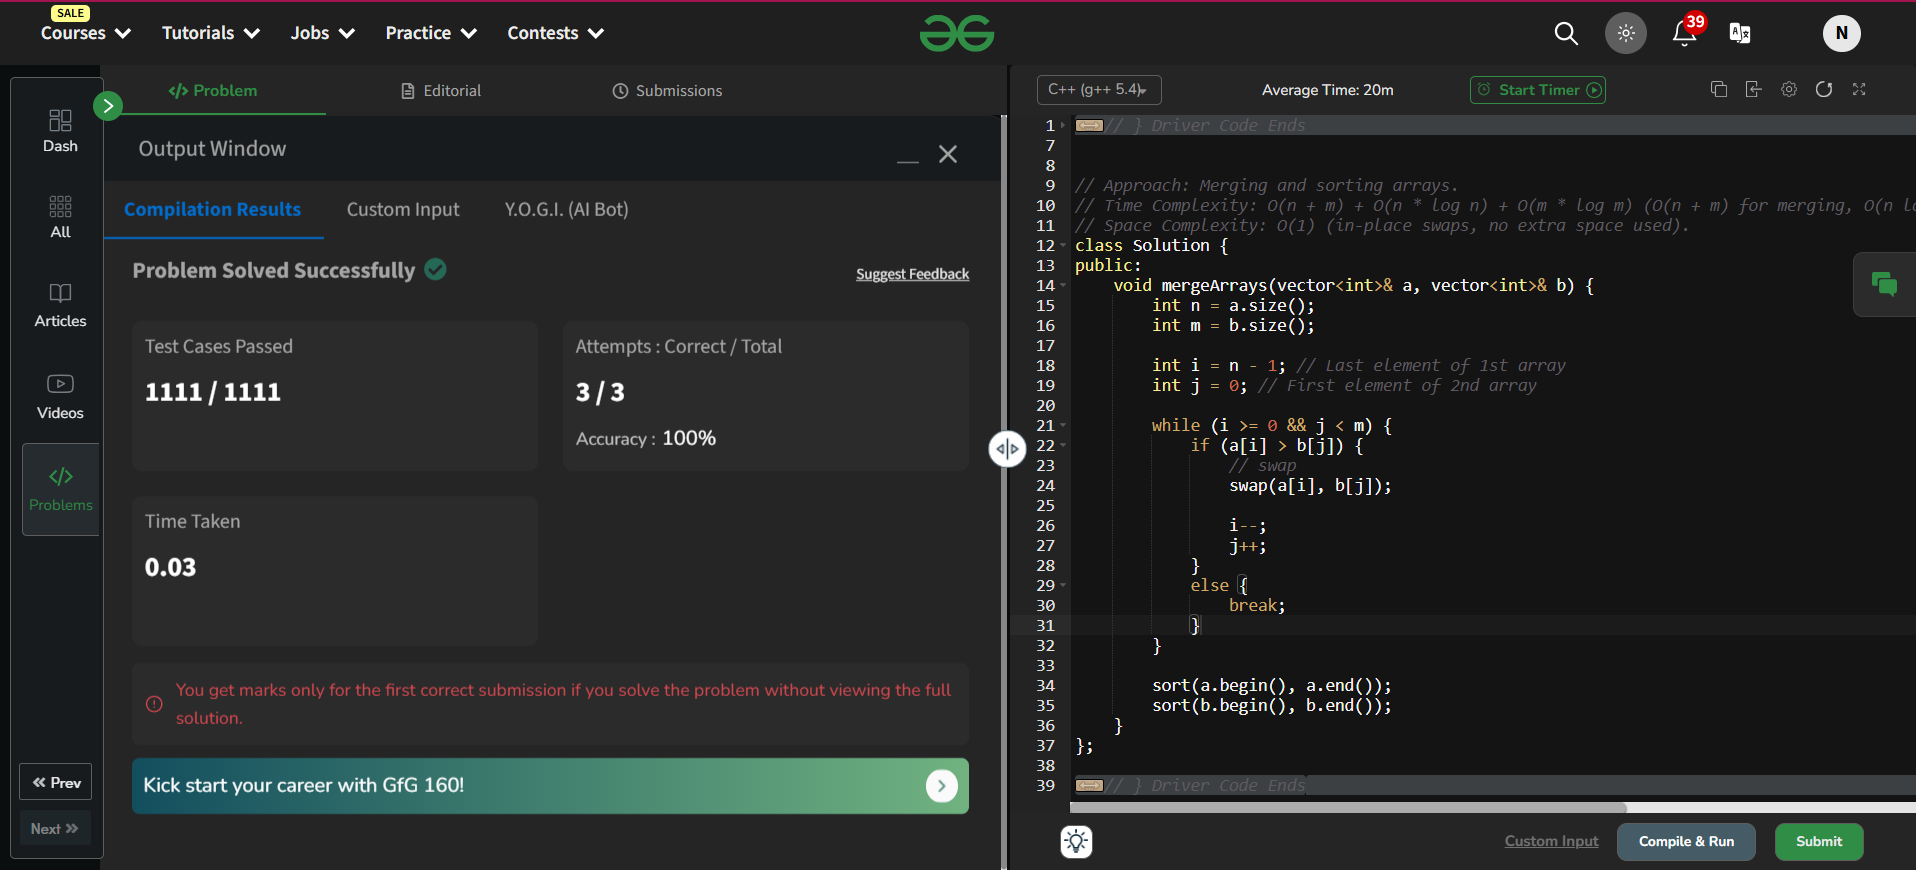 SALE
Courses Tutorials Jobs Practice Contests
39
N
Problem Editorial Submissions
Dash
All
Articles
Videos
Problems
Prev
Next
Output Window
Compilation Results Custom Input Y.O.G.I. (AI Bot)
Problem Solved Successfully
Suggest Feedback
Test Cases Passed
1111 / 1111
Attempts : Correct / Total
3 / 3
Accuracy : 100%
Time Taken
0.03
You get marks only for the first correct submission if you solve the problem without viewing the full
solution.
Kick start your career with GfG 160!
C++ (g++ 5.4) Average Time: 20m Start Timer
1 // } Driver Code Ends
7
8
9 // Approach: Merging and sorting arrays.
10 // Time Complexity: O(n + m) + O(n * log n) + O(m * log m) (O(n + m) for merging, O(n lo
11 // Space Complexity: O(1) (in-place swaps, no extra space used).
12 class Solution {
13 public:
14 void mergeArrays(vector<int>& a, vector<int>& b) {
15 int n = a.size();
16 int m = b.size();
17
18 int i = n - 1; // Last element of 1st array
19 int j = 0; // First element of 2nd array
20
21 while (i >= 0 && j < m) {
22 if (a[i] > b[j]) {
23 // swap
24 swap(a[i], b[j]);
25
26 i--;
27 j++;
28 }
29 else {
30 break;
31 }
32 }
33
34 sort(a.begin(), a.end());
35 sort(b.begin(), b.end());
36 }
37 };
38
39 // } Driver Code Ends
Custom Input Compile & Run Submit